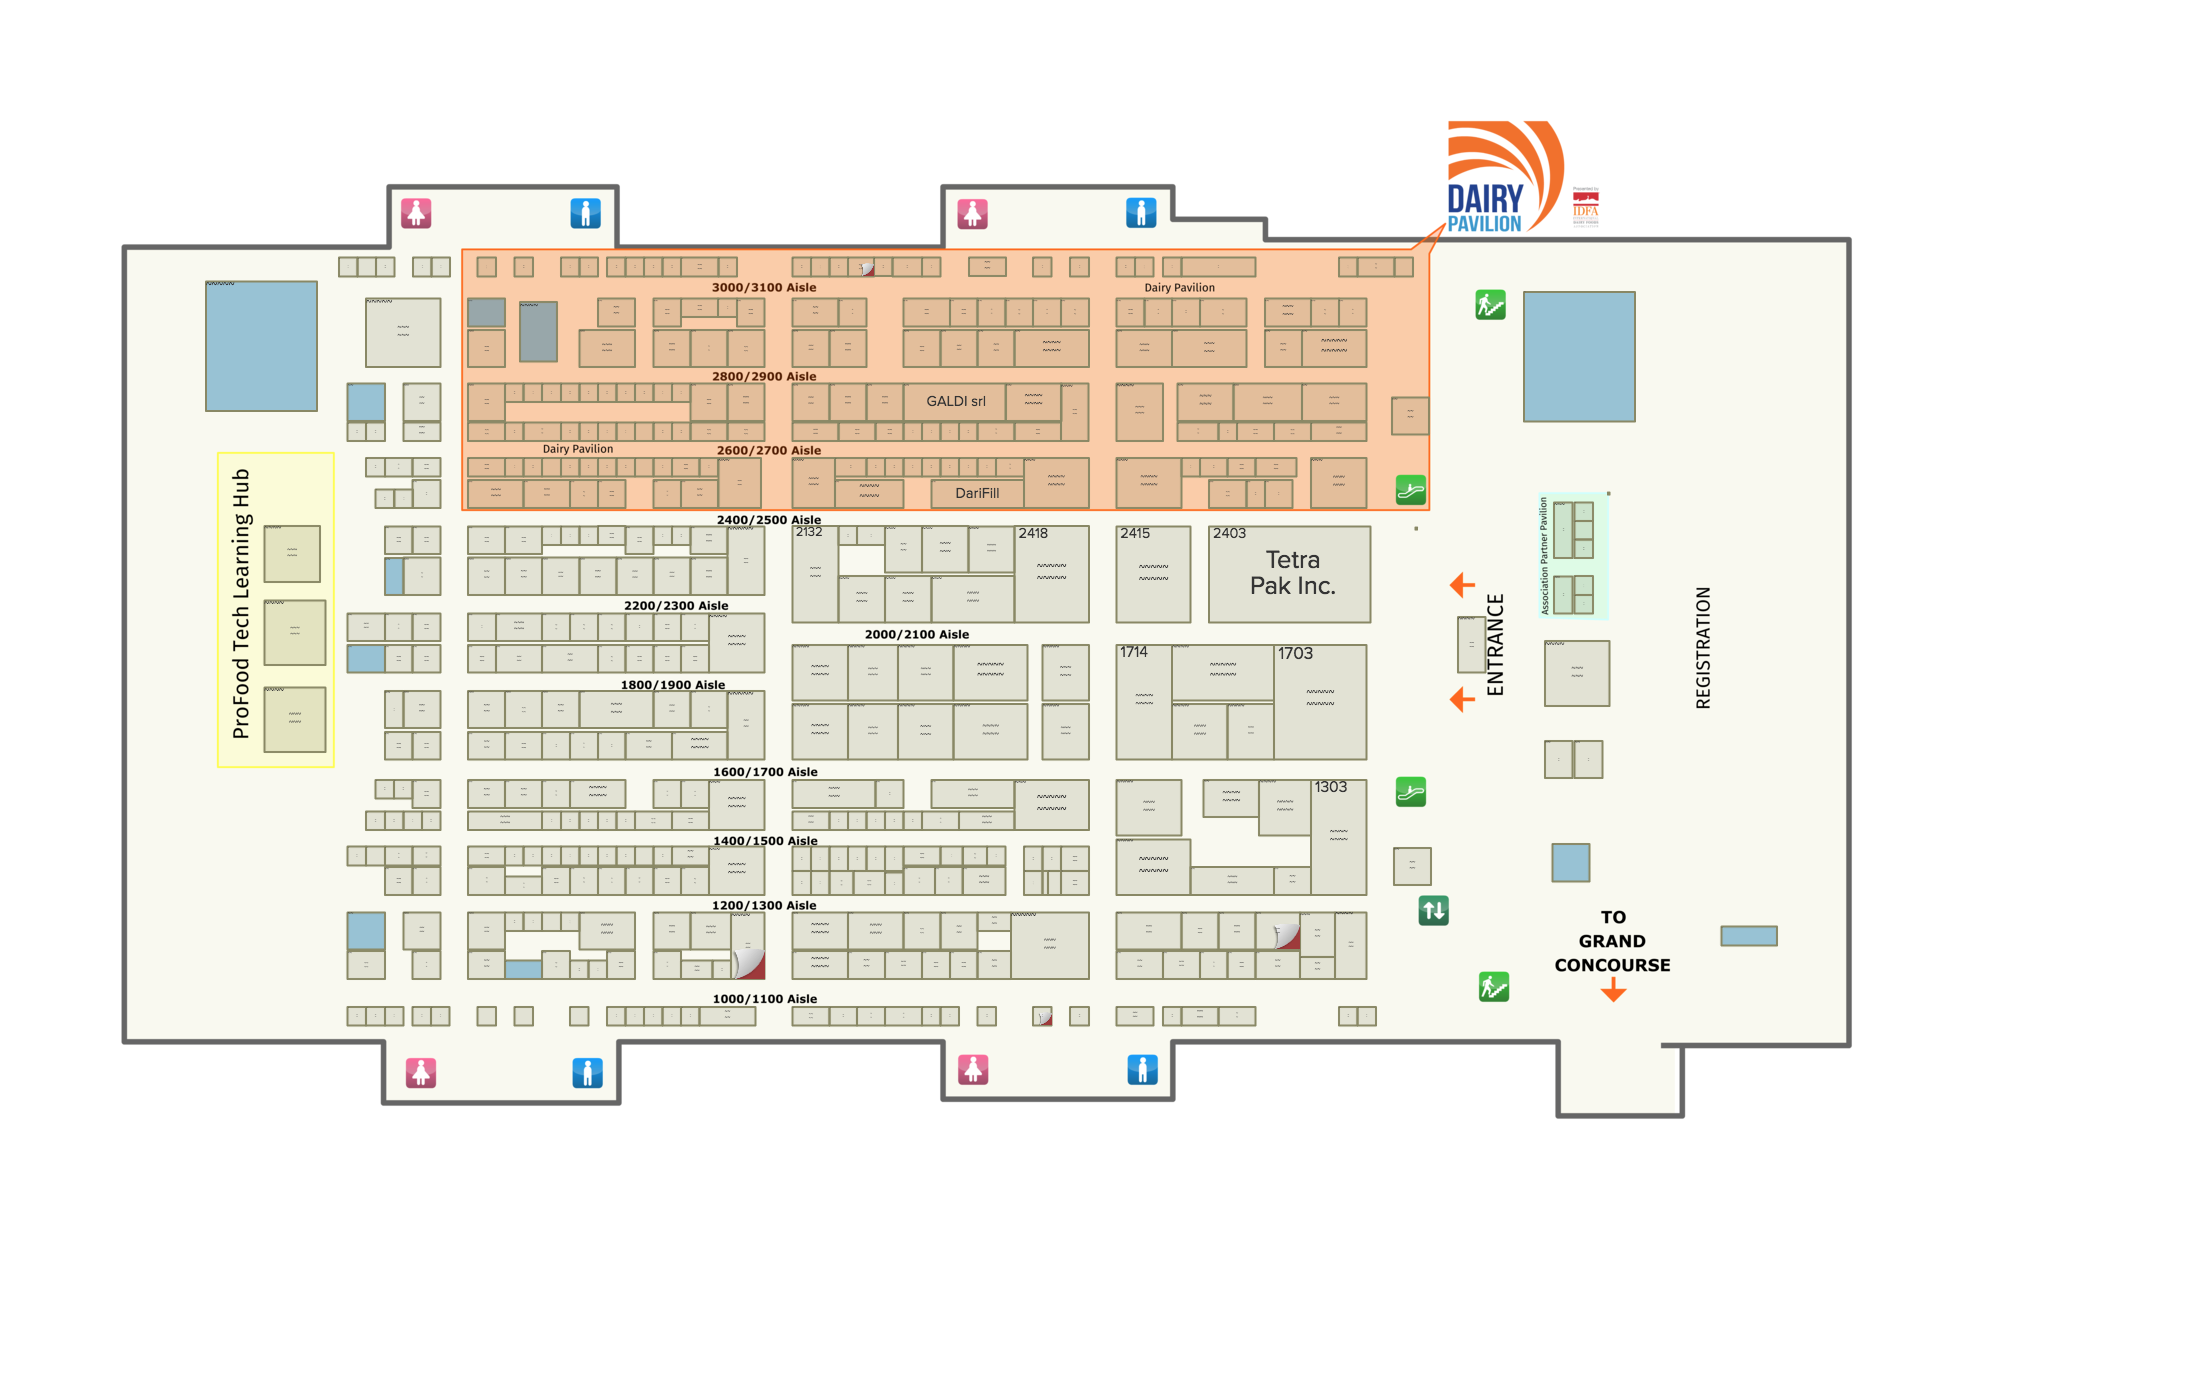 DAIRY
PAVILION
Presented by
IDFA
3000/3100 Aisle
Dairy Pavilion
2800/2900 Aisle
GALDI srl
Dairy Pavilion
2600/2700 Aisle
DariFill
2400/2500 Aisle
2132
2418
2415
2403
Tetra
Pak Inc.
ProFood Tech Learning Hub
Association Partner Pavilion
2200/2300 Aisle
2000/2100 Aisle
ENTRANCE
REGISTRATION
1714
1703
1800/1900 Aisle
1600/1700 Aisle
1303
1400/1500 Aisle
1200/1300 Aisle
TO
GRAND
CONCOURSE
1000/1100 Aisle